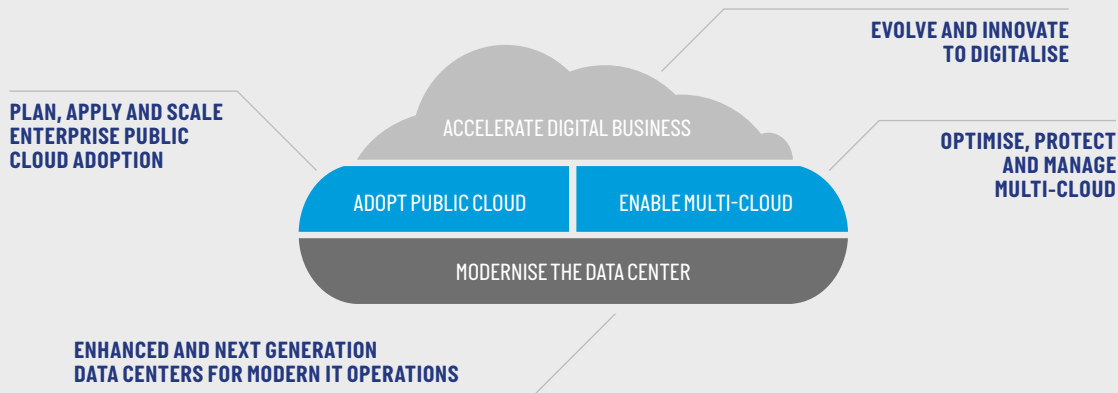 EVOLVE AND INNOVATE
TO DIGITALISE
PLAN, APPLY AND SCALE
ENTERPRISE PUBLIC
CLOUD ADOPTION
ACCELERATE DIGITAL BUSINESS
OPTIMISE, PROTECT
AND MANAGE
MULTI-CLOUD
ADOPT PUBLIC CLOUD
ENABLE MULTI-CLOUD
MODERNISE THE DATA CENTER
ENHANCED AND NEXT GENERATION
DATA CENTERS FOR MODERN IT OPERATIONS